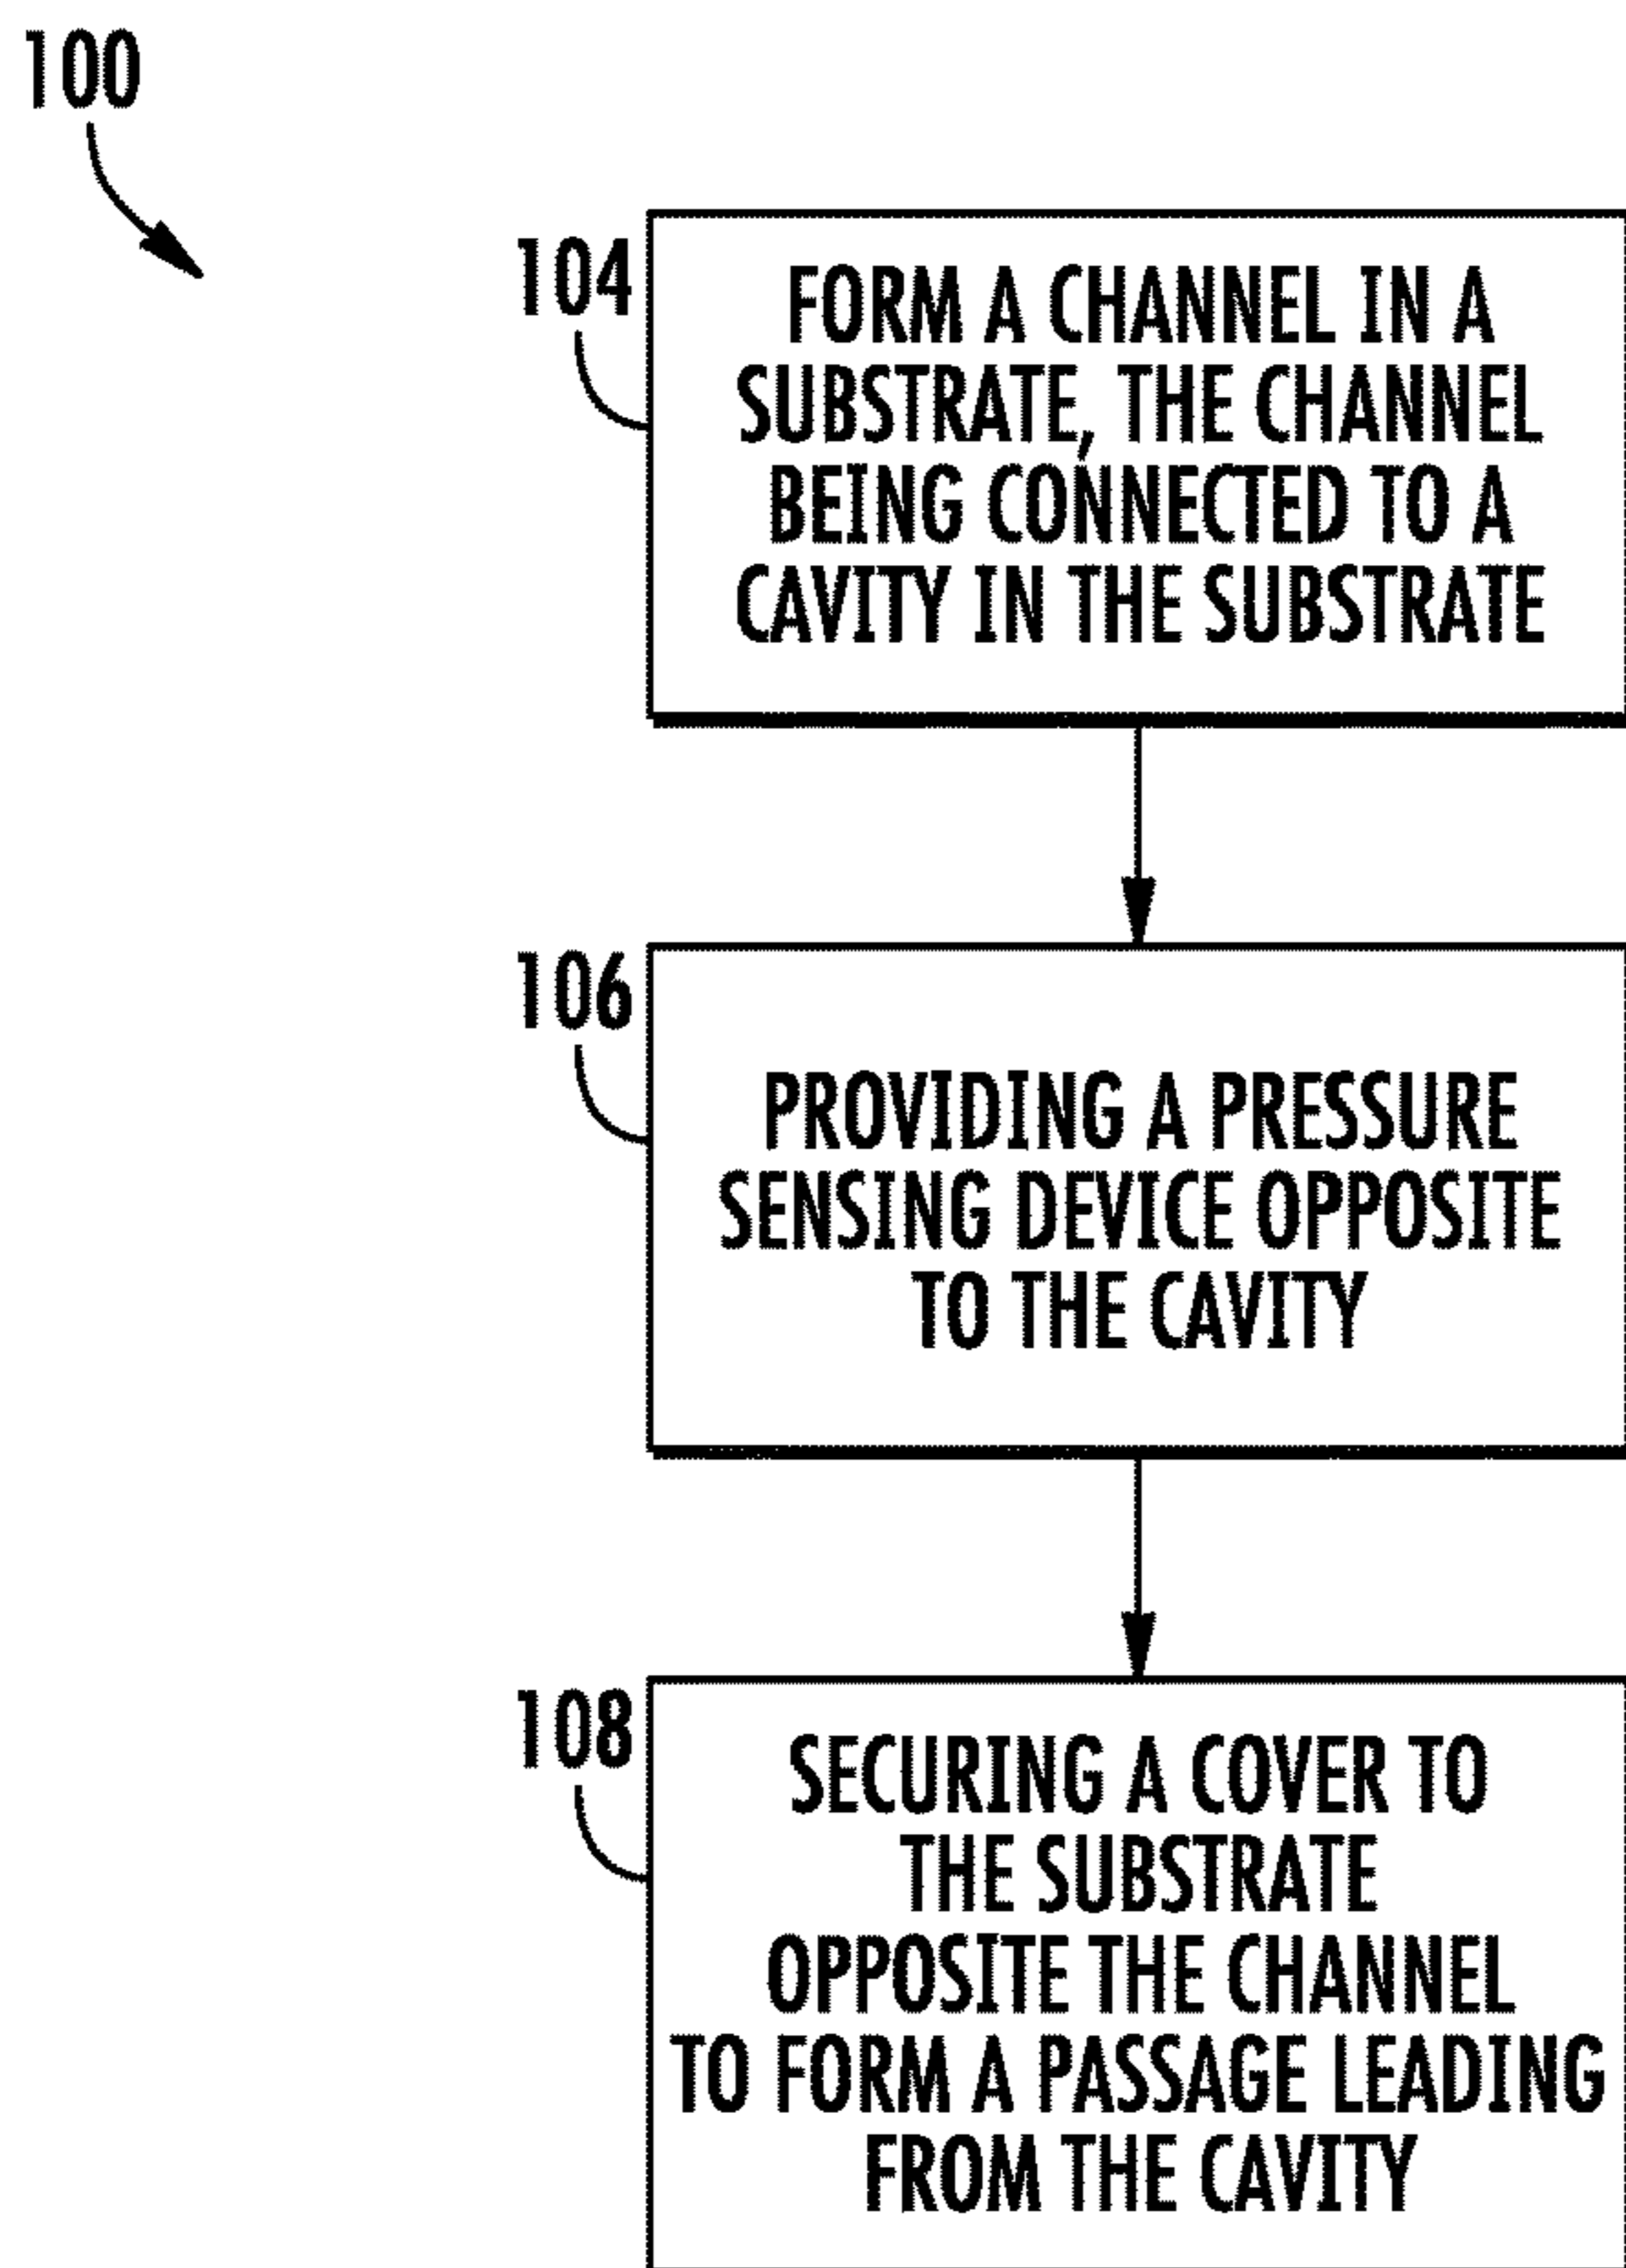 100
104
FORM A CHANNEL IN A
SUBSTRATE, THE CHANNEL
BEING CONNECTED TO A
CAVITY IN THE SUBSTRATE
106
PROVIDING A PRESSURE
SENSING DEVICE OPPOSITE
TO THE CAVITY
108
SECURING A COVER TO
THE SUBSTRATE
OPPOSITE THE CHANNEL
TO FORM A PASSAGE LEADING
FROM THE CAVITY